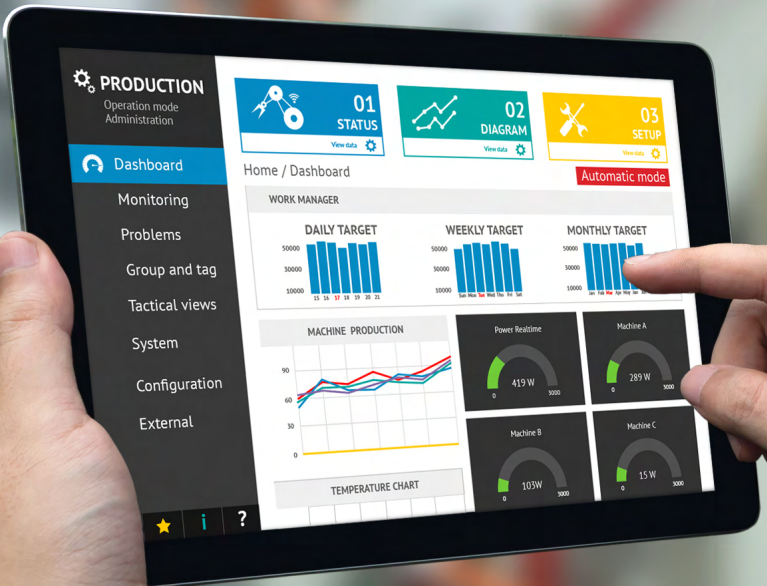 PRODUCTION
Operation mode
Administration
Dashboard
Monitoring
Problems
Group and tag
Tactical views
System
Configuration
External
i
?
01
STATUS
View data
02
DIAGRAM
View data
03
SETUP
View data
Home / Dashboard
Automatic mode
WORK MANAGER
DAILY TARGET
50000
30000
10000
15 16 17 18 19 20 21
WEEKLY TARGET
50000
30000
10000
Sun Mon Tue Wed Thu Fri Sat
MONTHLY TARGET
50000
30000
10000
Jan Feb Mar Apr May Jun
MACHINE PRODUCTION
90
60
30
0
TEMPERATURE CHART
Power Realtime
419 W
0
3000
Machine A
289 W
0
3000
Machine B
103W
0
3000
Machine C
15 W
0
3000